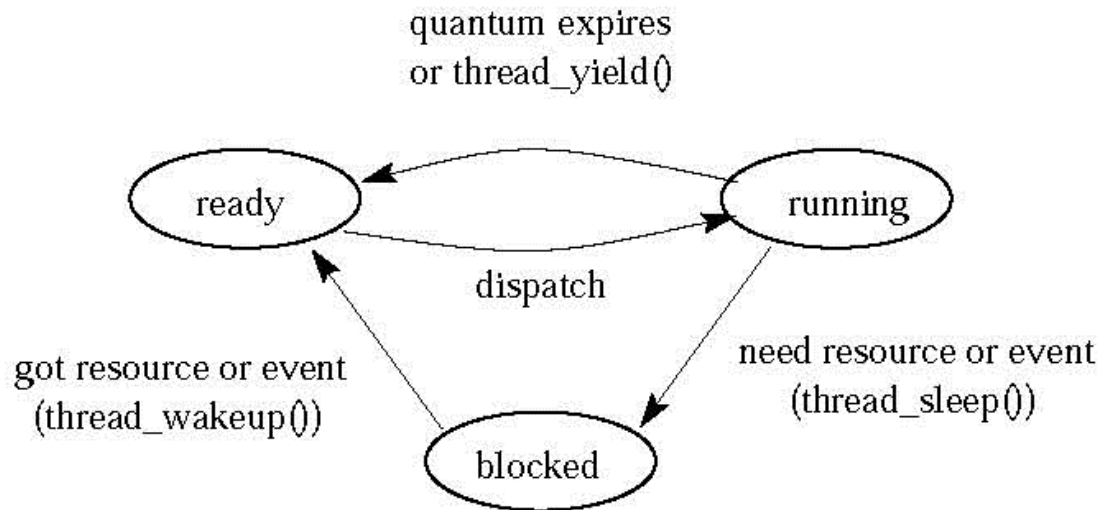 quantum expires
or thread_yield()
ready
running
dispatch
got resource or event
(thread_wakeup())
need resource or event
(thread_sleep())
blocked